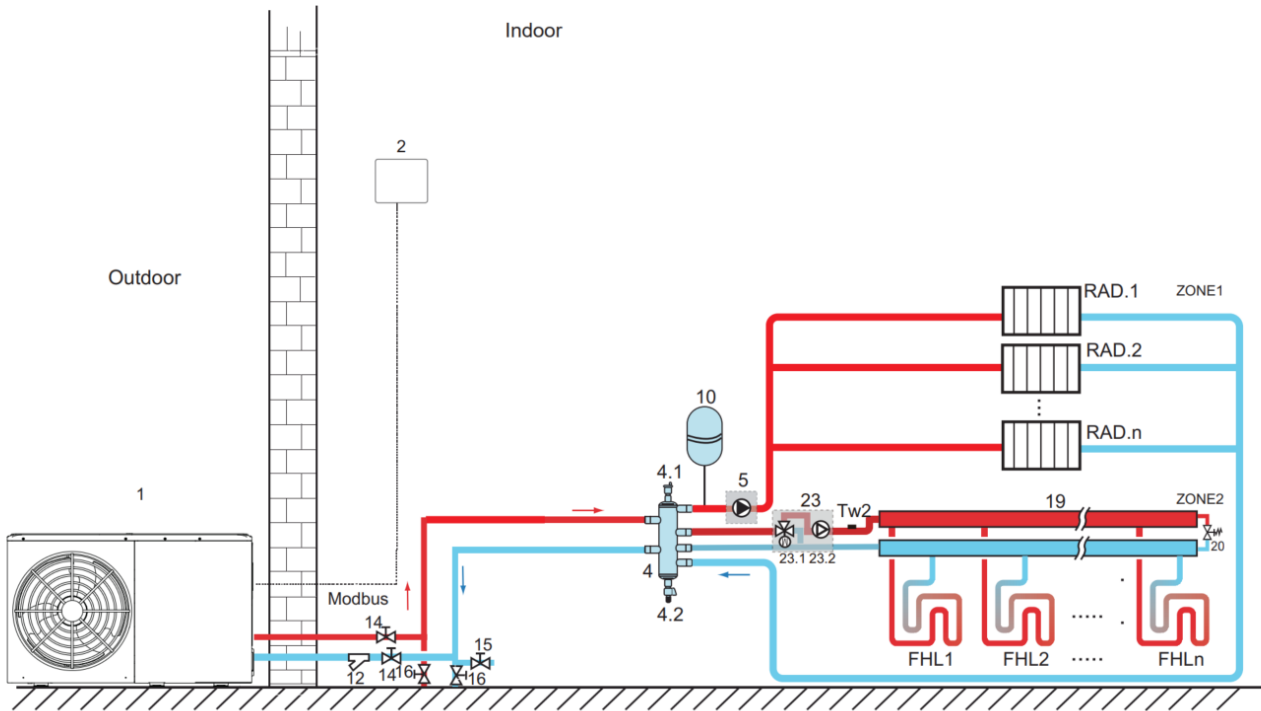 Indoor
2
Outdoor
RAD.1
ZONE1
RAD.2
10
RAD.n
4.1
5
1
23
Tw2
19
ZONE2
20
23.1 23.2
4
Modbus
4.2
14
15
12
14
16
16
FHL1
FHL2
FHLn